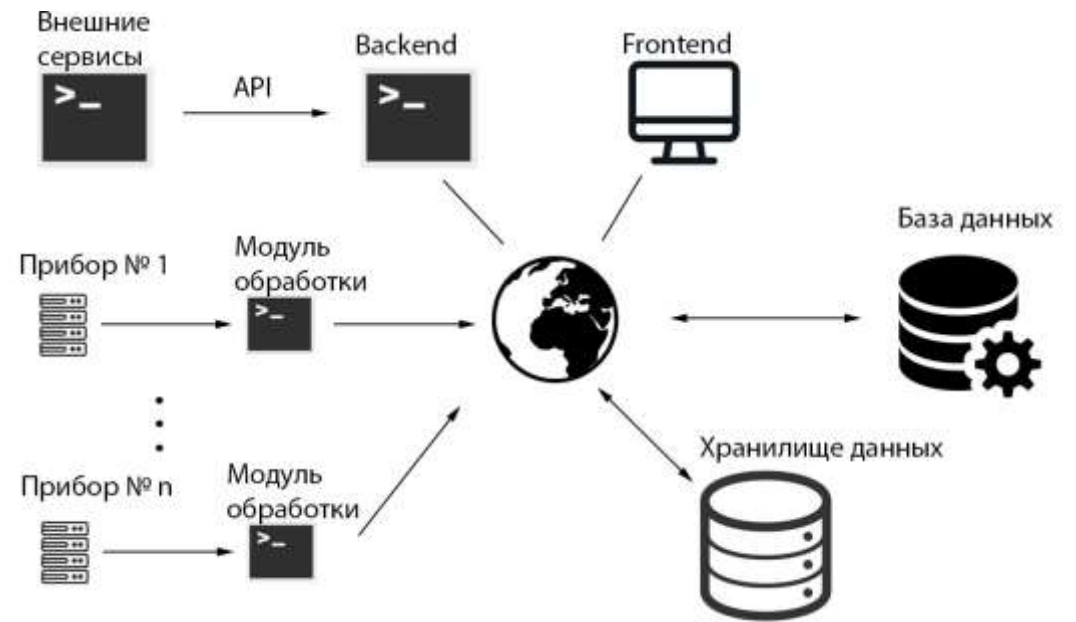 Внешние
сервисы
>_
API
Backend
>_
Frontend
База данных
Прибор № 1
Модуль
обработки
>_
Хранилище данных
Прибор № n
Модуль
обработки
>_